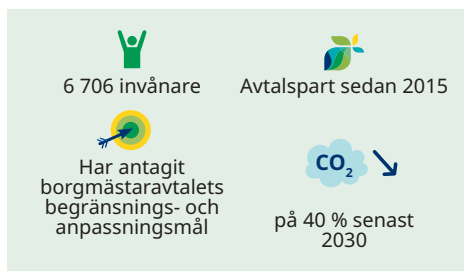 6 706 invånare
Avtalspart sedan 2015
Har antagit
borgmästaravtalets
begränsnings- och
anpassningsmål
CO2
på 40 % senast
2030